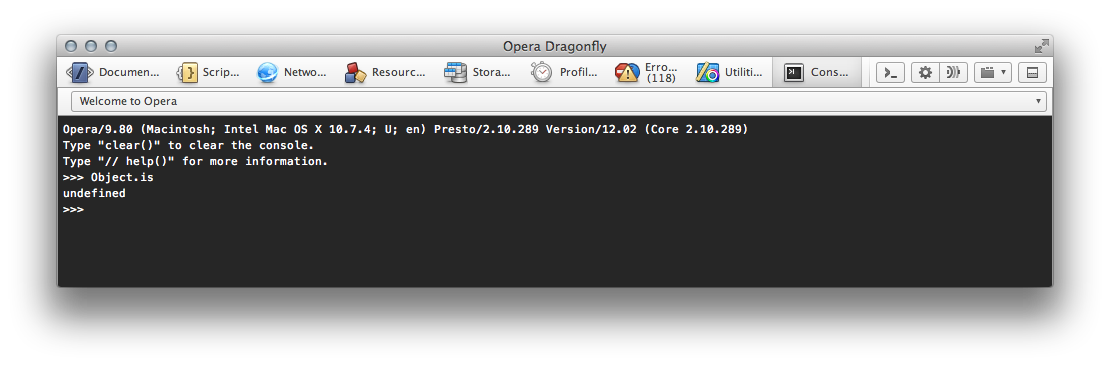 Opera Dragonfly
Documen... Scrip... Netwo... Resourc... Stora... Profil... Erro... (118) Utiliti... Cons...
Welcome to Opera
Opera/9.80 (Macintosh; Intel Mac OS X 10.7.4; U; en) Presto/2.10.289 Version/12.02 (Core 2.10.289)
Type "clear()" to clear the console.
Type "// help()" for more information.
>>> Object.is
undefined
>>>